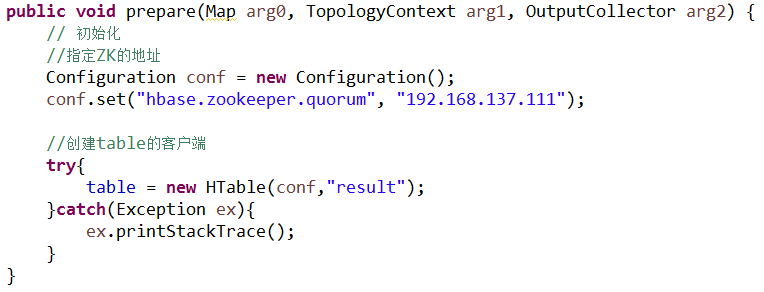 public void prepare(Map arg0, TopologyContext arg1, OutputCollector arg2) {
    // 初始化
    //指定ZK的地址
    Configuration conf = new Configuration();
    conf.set("hbase.zookeeper.quorum", "192.168.137.111");

    //创建table的客户端
    try{
        table = new HTable(conf,"result");
    }catch(Exception ex){
        ex.printStackTrace();
    }
}